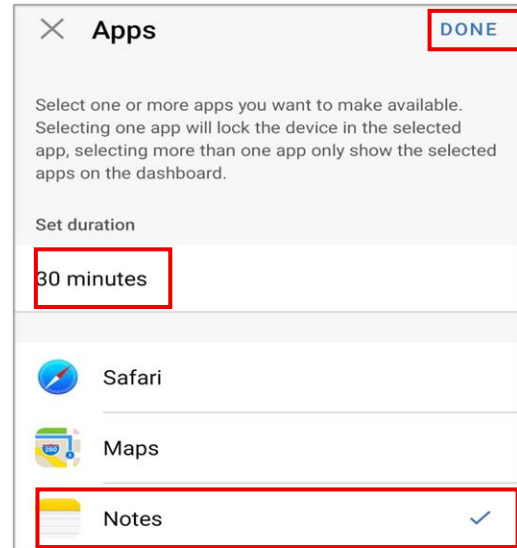 Apps
DONE
Select one or more apps you want to make available.
Selecting one app will lock the device in the selected
app, selecting more than one app only show the selected
apps on the dashboard.
Set duration
30 minutes
Safari
Maps
280
Notes